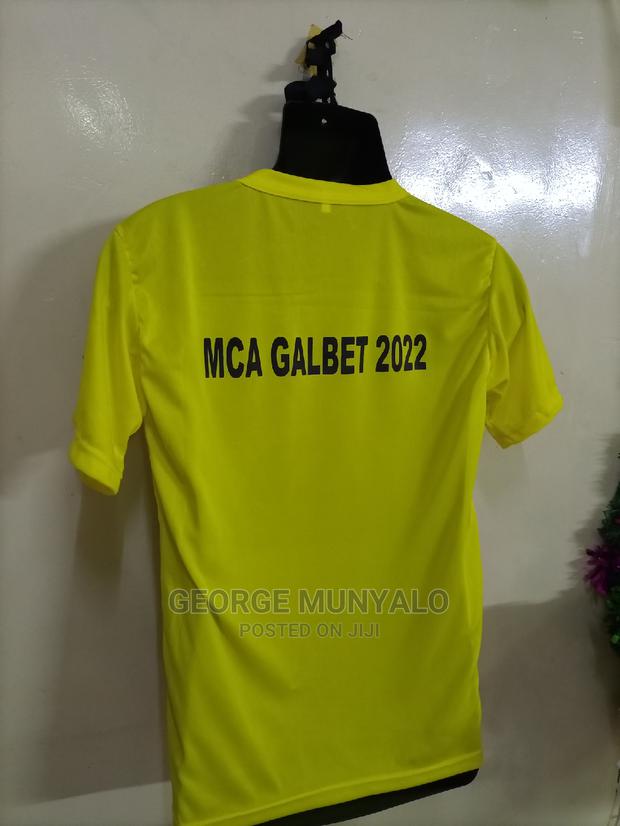 MCA GALBET 2022
GEORGE MUNYALO
POSTED ON JIJI